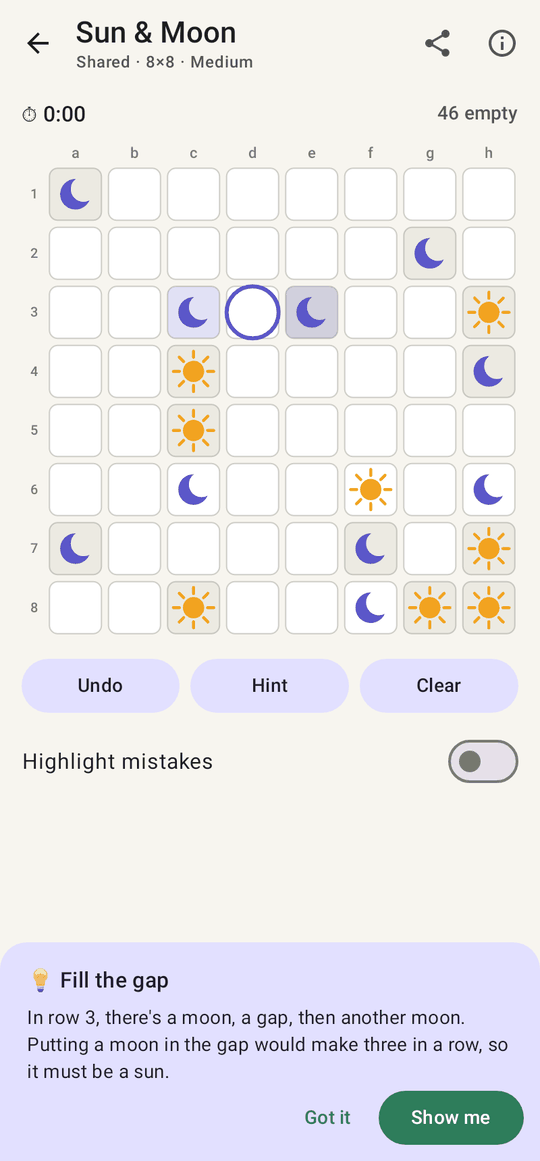 Sun & Moon
Shared · 8×8 · Medium
0:00
46 empty
a b c d e f g h
1
2
3
4
5
6
7
8
Undo Hint Clear
Highlight mistakes
Fill the gap
In row 3, there's a moon, a gap, then another moon.
Putting a moon in the gap would make three in a row, so
it must be a sun.
Got it Show me